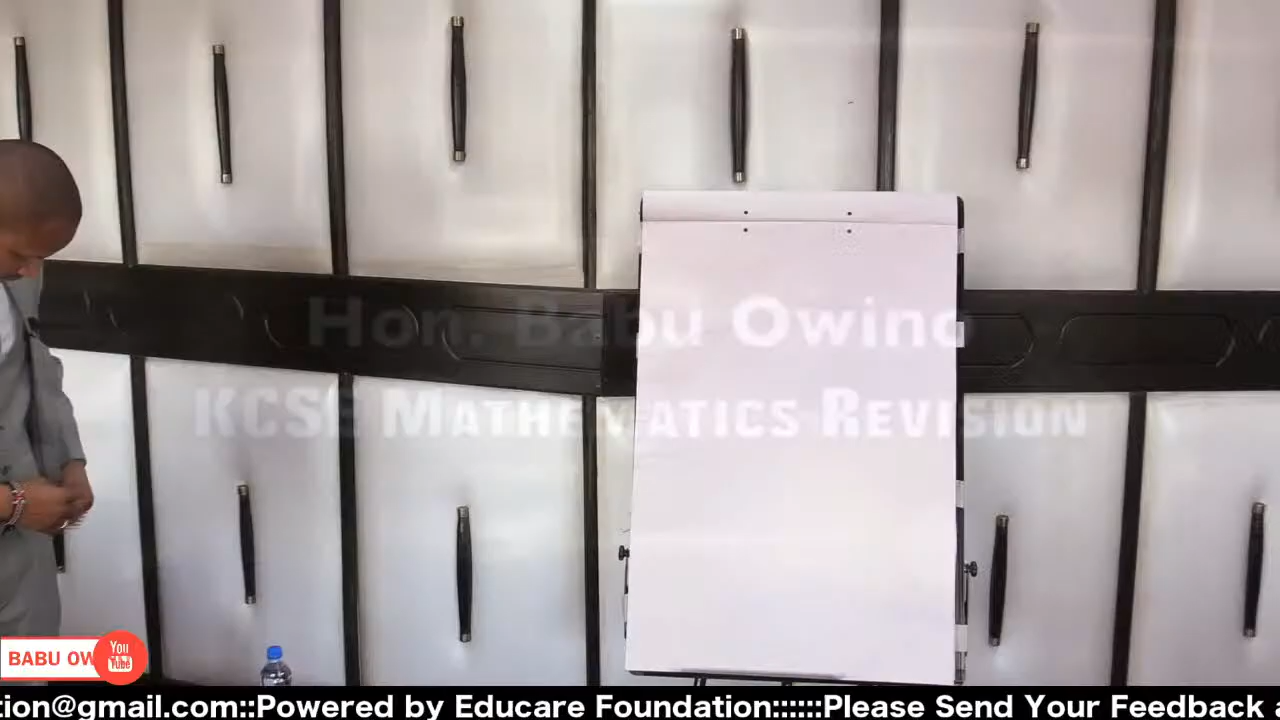 Hon. Babu Owino
KCSE MATHEMATICS REVISION
BABU OW
You
Tube
tion@gmail.com::Powered by Educare Foundation::::::Please Send Your Feedback a